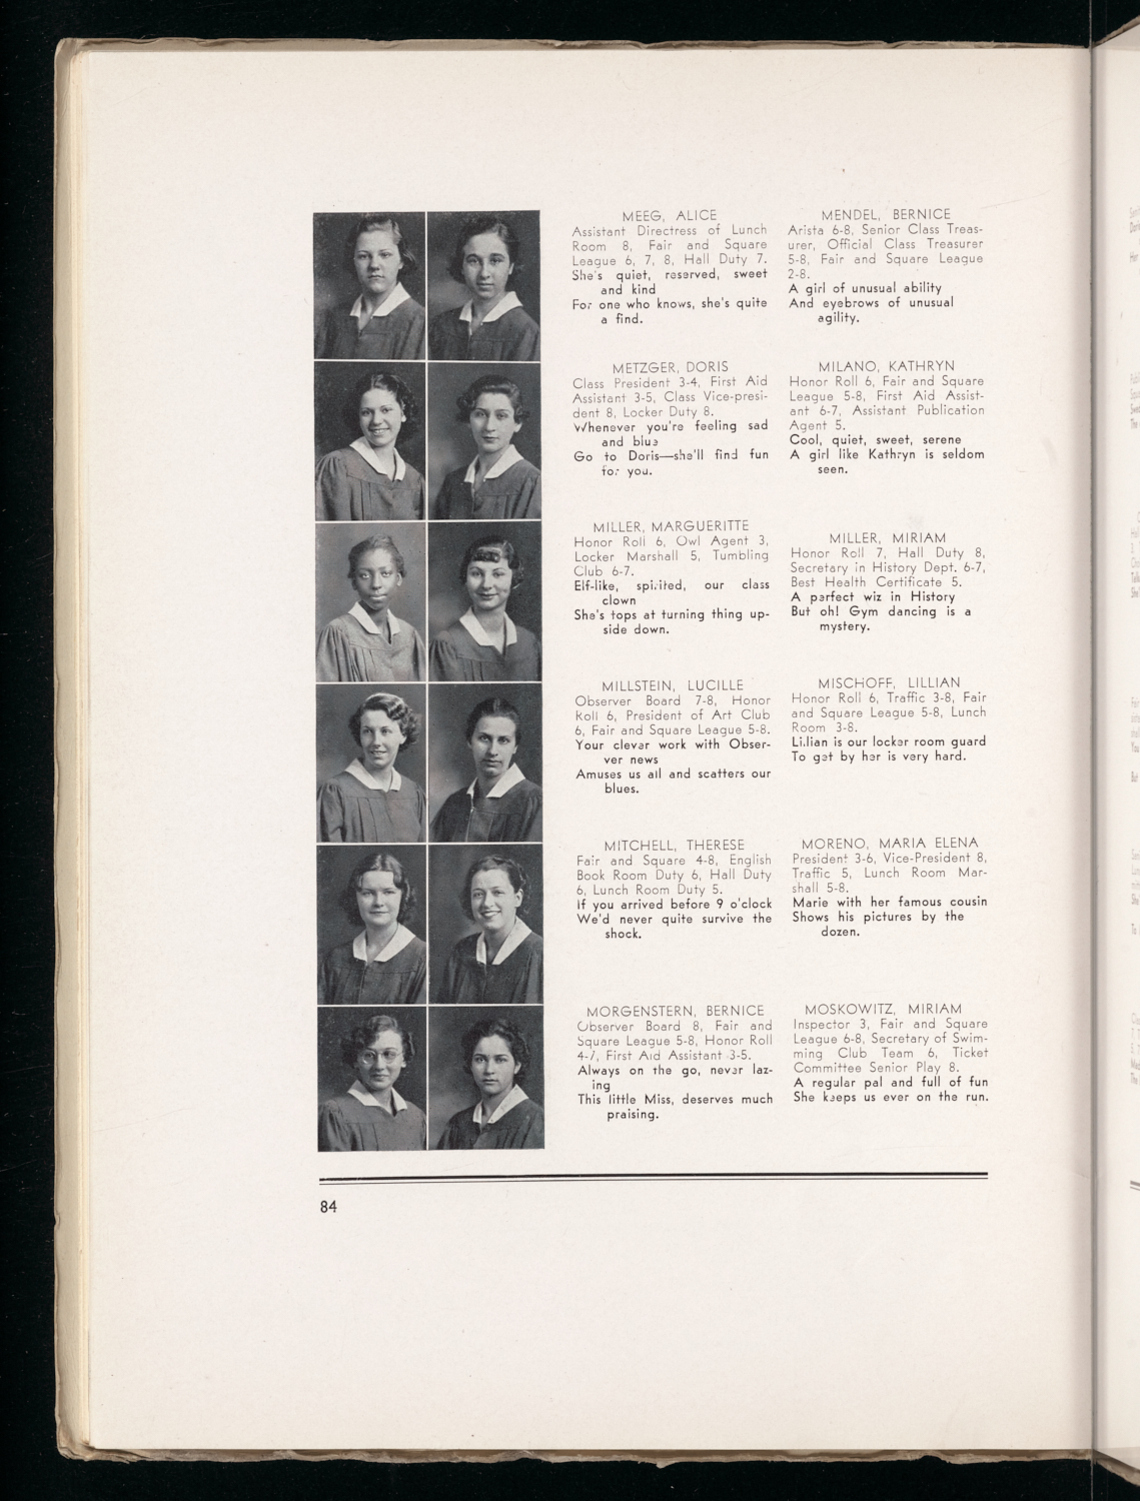 MEEG, ALICE
Assistant Directress of Lunch
Room 8, Fair and Square
League 6, 7, 8, Hall Duty 7.
She's quiet, reserved, sweet
and kind
For one who knows, she's quite
a find.
MENDEL, BERNICE
Arista 6-8, Senior Class Treas-
urer, Official Class Treasurer
5-8, Fair and Square League
2-8.
A girl of unusual ability
And eyebrows of unusual
agility.
METZGER, DORIS
Class President 3-4, First Aid
Assistant 3-5, Class Vice-presi-
dent 8, Locker Duty 8.
Whenever you're feeling sad
and blue
Go to Doris—she'll find fun
for you.
MILANO, KATHRYN
Honor Roll 6, Fair and Square
League 5-8, First Aid Assist-
ant 6-7, Assistant Publication
Agent 5.
Cool, quiet, sweet, serene
A girl like Kathryn is seldom
seen.
MILLER, MARGUERITTE
Honor Roll 6, Owl Agent 3,
Locker Marshall 5, Tumbling
Club 6-7.
Elf-like, spirited, our class
clown
She's tops at turning thing up-
side down.
MILLER, MIRIAM
Honor Roll 7, Hall Duty 8,
Secretary in History Dept. 6-7,
Best Health Certificate 5.
A perfect wiz in History
But oh! Gym dancing is a
mystery.
MILLSTEIN, LUCILLE
Observer Board 7-8, Honor
Roll 6, President of Art Club
6, Fair and Square League 5-8.
Your clever work with Obser-
ver news
Amuses us all and scatters our
blues.
MISCHOFF, LILLIAN
Honor Roll 6, Traffic 3-8, Fair
and Square League 5-8, Lunch
Room 3-8.
Lillian is our locker room guard
To get by her is very hard.
MITCHELL, THERESE
Fair and Square 4-8, English
Book Room Duty 6, Hall Duty
6, Lunch Room Duty 5.
If you arrived before 9 o'clock
We'd never quite survive the
shock.
MORENO, MARIA ELENA
President 3-6, Vice-President 8,
Traffic 5, Lunch Room Mar-
shall 5-8.
Marie with her famous cousin
Shows his pictures by the
dozen.
MORGENSTERN, BERNICE
Observer Board 8, Fair and
Square League 5-8, Honor Roll
4-7, First Aid Assistant 3-5.
Always on the go, never laz-
ing
This little Miss, deserves much
praising.
MOSKOWITZ, MIRIAM
Inspector 3, Fair and Square
League 6-8, Secretary of Swim-
ming Club Team 6, Ticket
Committee Senior Play 8.
A regular pal and full of fun
She keeps us ever on the run.
84